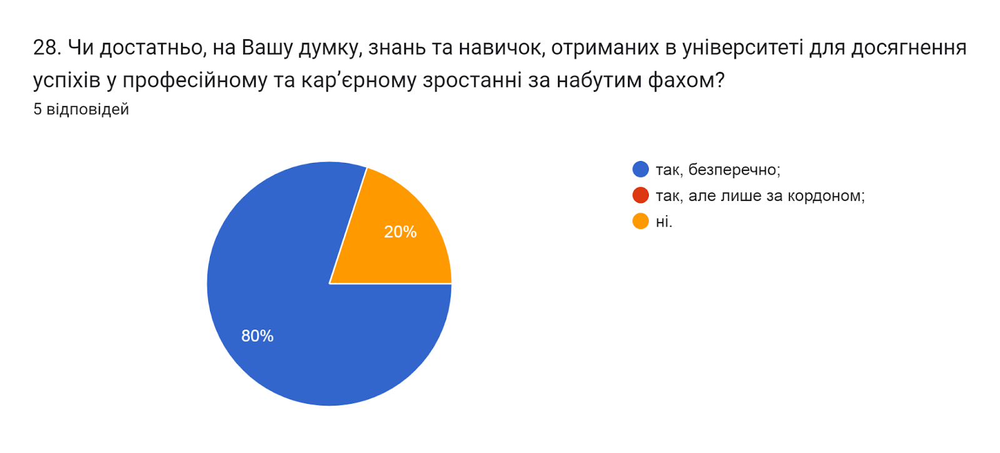 28. Чи достатньо, на Вашу думку, знань та навичок, отриманих в університеті для досягнення
успіхів у професійному та кар’єрному зростанні за набутим фахом?
5 відповідей
так, безперечно;
так, але лише за кордоном;
ні.
20%
80%